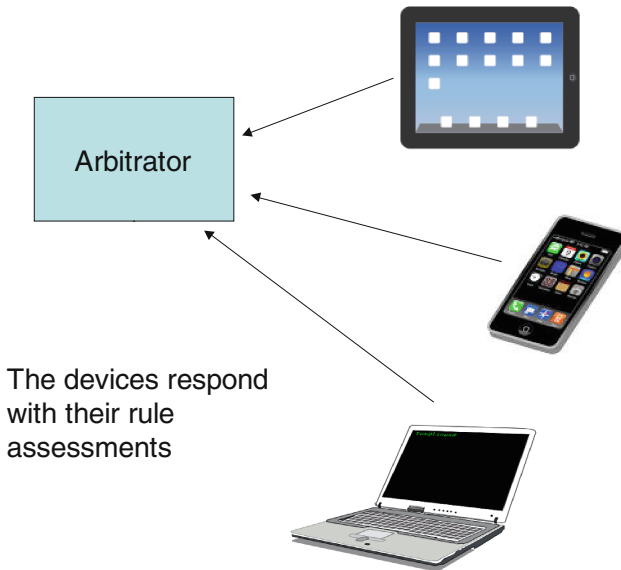 Arbitrator
The devices respond
with their rule
assessments